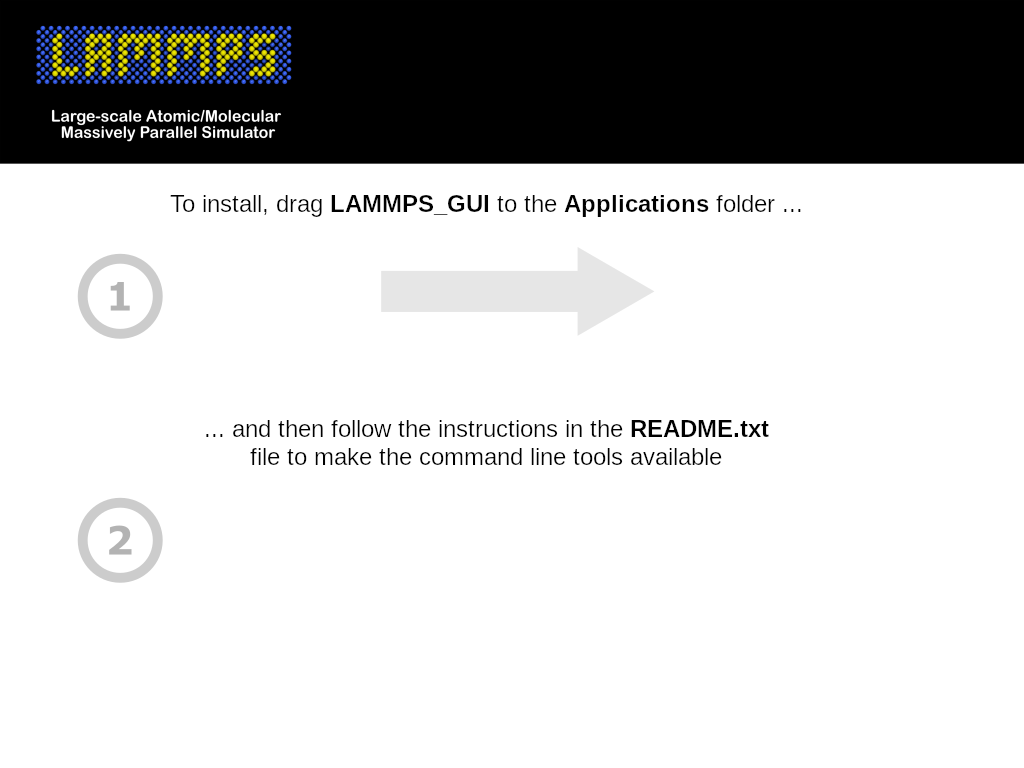 LAMMPS
Large-scale Atomic/Molecular
Massively Parallel Simulator
To install, drag LAMMPS_GUI to the Applications folder ...
1
... and then follow the instructions in the README.txt
file to make the command line tools available
2